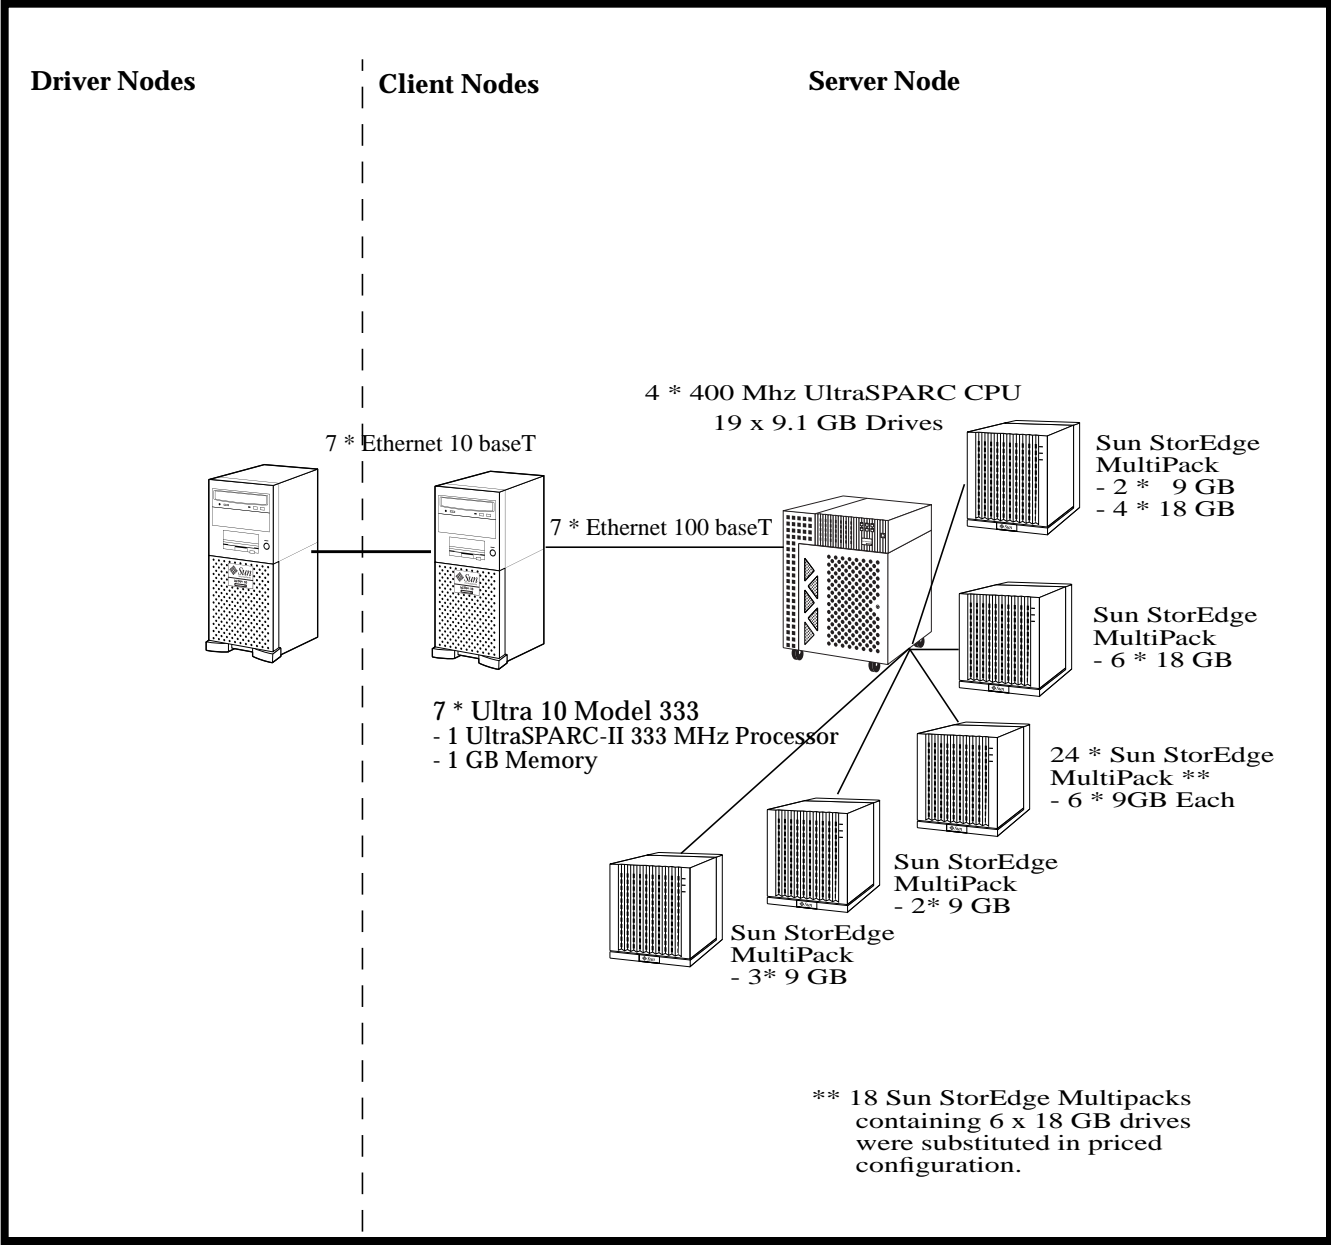 Driver Nodes
Client Nodes
Server Node
4 * 400 Mhz UltraSPARC CPU
19 x 9.1 GB Drives
7 * Ethernet 10 baseT
7 * Ethernet 100 baseT
Sun StorEdge
MultiPack
- 2 * 9 GB
- 4 * 18 GB
Sun
Sun
Sun StorEdge
MultiPack
- 6 * 18 GB
7 * Ultra 10 Model 333
- 1 UltraSPARC-II 333 MHz Processor
- 1 GB Memory
24 * Sun StorEdge
MultiPack **
- 6 * 9GB Each
Sun StorEdge
MultiPack
- 2* 9 GB
Sun StorEdge
MultiPack
- 3* 9 GB
** 18 Sun StorEdge Multipacks
containing 6 x 18 GB drives
were substituted in priced
configuration.